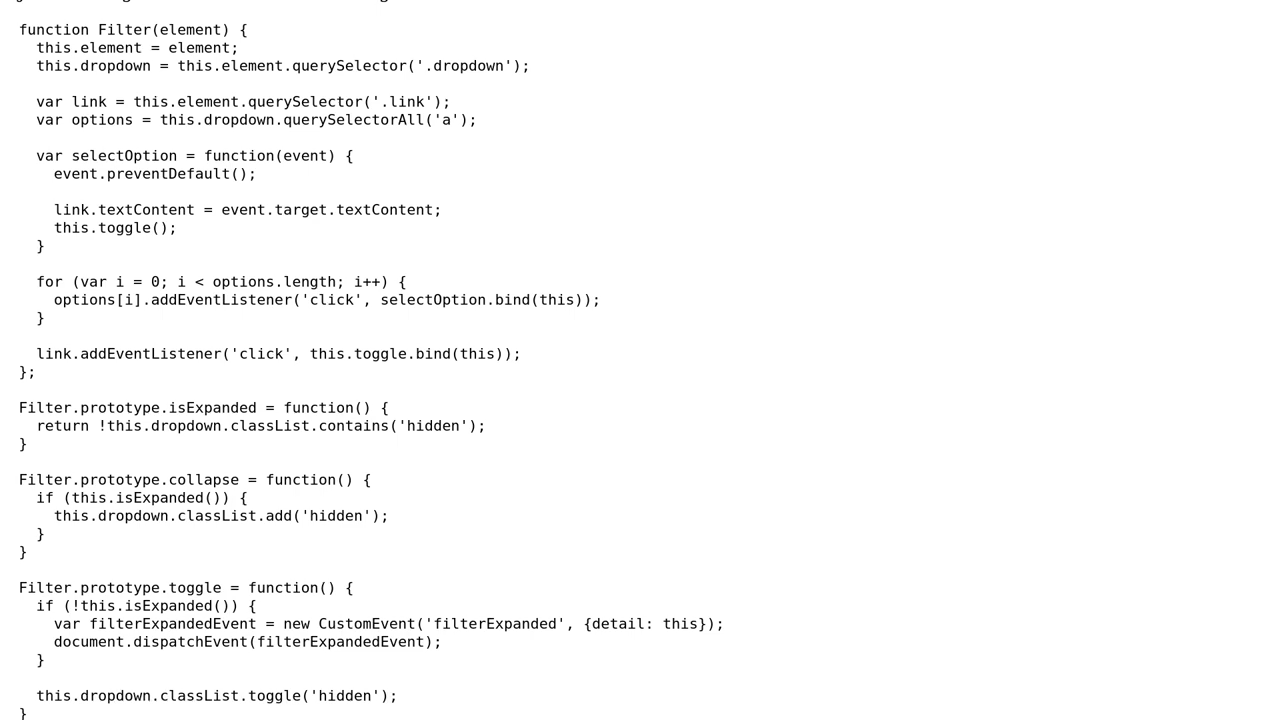 function Filter(element) {
  this.element = element;
  this.dropdown = this.element.querySelector('.dropdown');

  var link = this.element.querySelector('.link');
  var options = this.dropdown.querySelectorAll('a');

  var selectOption = function(event) {
    event.preventDefault();

    link.textContent = event.target.textContent;
    this.toggle();
  }

  for (var i = 0; i < options.length; i++) {
    options[i].addEventListener('click', selectOption.bind(this));
  }

  link.addEventListener('click', this.toggle.bind(this));
};

Filter.prototype.isExpanded = function() {
  return !this.dropdown.classList.contains('hidden');
}

Filter.prototype.collapse = function() {
  if (this.isExpanded()) {
    this.dropdown.classList.add('hidden');
  }
}

Filter.prototype.toggle = function() {
  if (!this.isExpanded()) {
    var filterExpandedEvent = new CustomEvent('filterExpanded', {detail: this});
    document.dispatchEvent(filterExpandedEvent);
  }

  this.dropdown.classList.toggle('hidden');
}